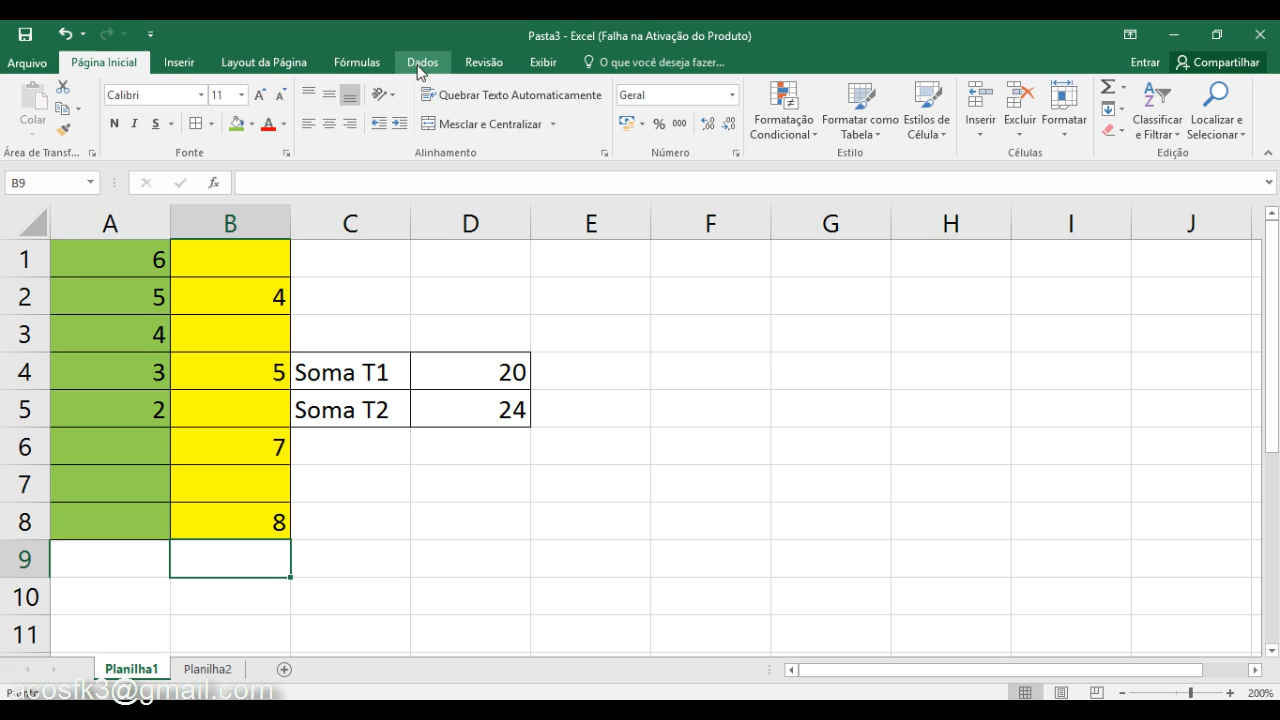 Pasta3 - Excel (Falha na Ativação do Produto)
Arquivo Página Inicial Inserir Layout da Página Fórmulas Dados Revisão Exibir O que você deseja fazer... Entrar Compartilhar
Colar
Calibri 11
N I S
Quebrar Texto Automaticamente
Mesclar e Centralizar
Geral
% 000
Formatação Condicional
Formatar como Tabela
Estilos de Célula
Inserir Excluir Formatar
Classificar e Filtrar
Localizar e Selecionar
Área de Transf... Fonte Alinhamento Número Estilo Células Edição
B9 fx
A B C D E F G H I J
1 6
2 5 4
3 4
4 3 5 Soma T1 20
5 2 Soma T2 24
6 7
7
8 8
9
10
11
Planilha1 Planilha2
200%